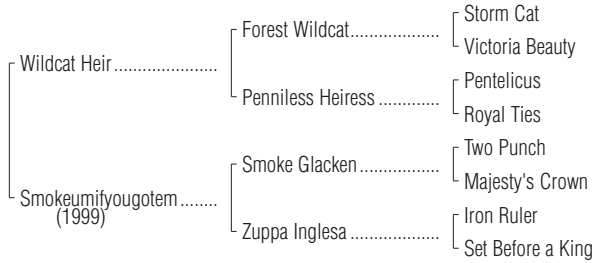 Storm Cat
Forest Wildcat....................
Victoria Beauty
Wildcat Heir.......................
Pentelicus
Penniless Heiress..............
Royal Ties
Two Punch
Smoke Glacken..................
Majesty's Crown
Smokeumifyougotem........
(1999)
Iron Ruler
Zuppa Inglesa....................
Set Before a King